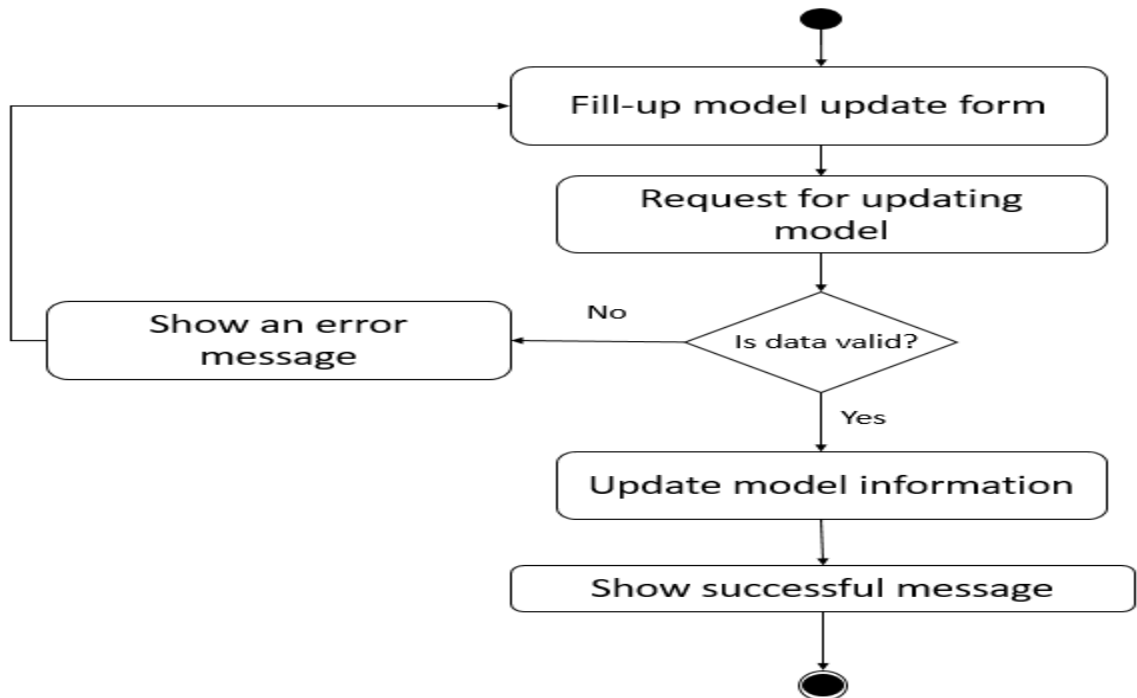 Fill-up model update form
Request for updating
model
Show an error
message
No
Is data valid?
Yes
Update model information
Show successful message